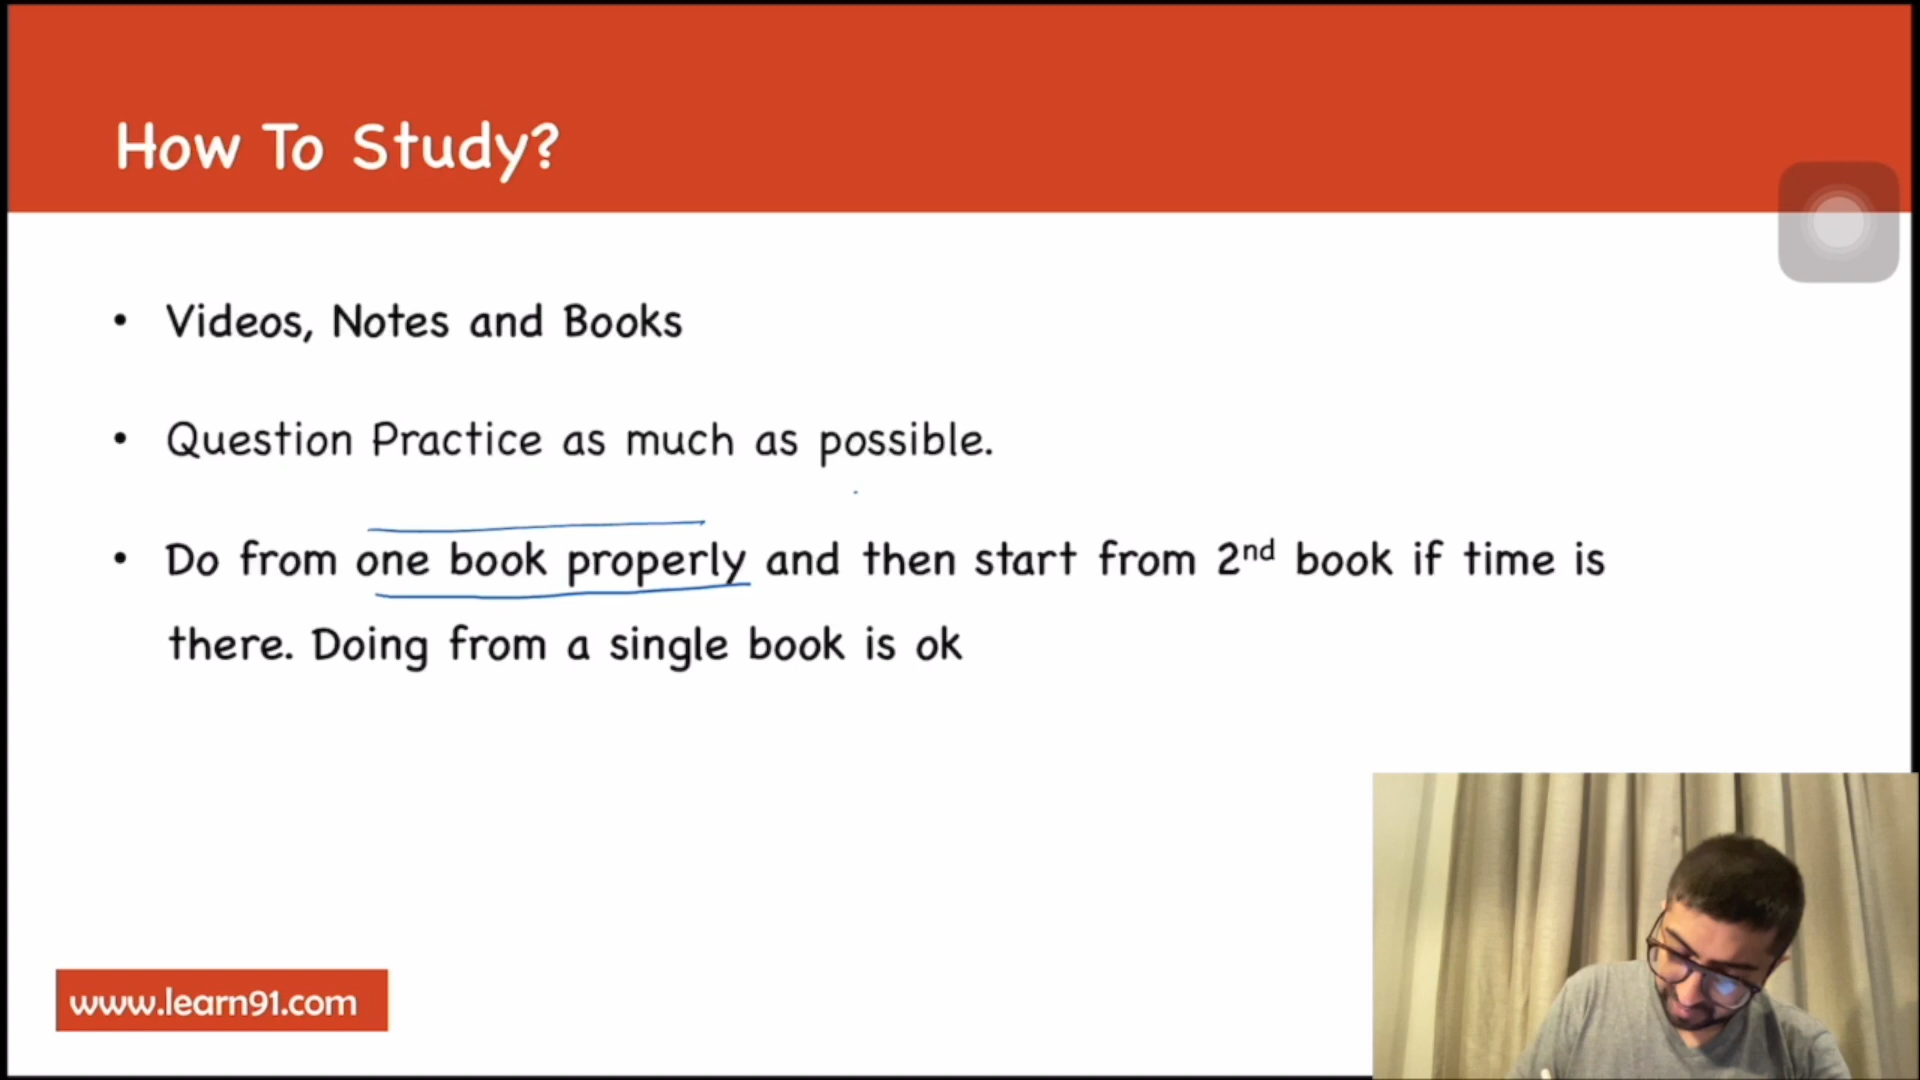 How To Study?
• Videos, Notes and Books
• Question Practice as much as possible.
• Do from one book properly and then start from 2nd book if time is
there. Doing from a single book is ok
www.learn91.com